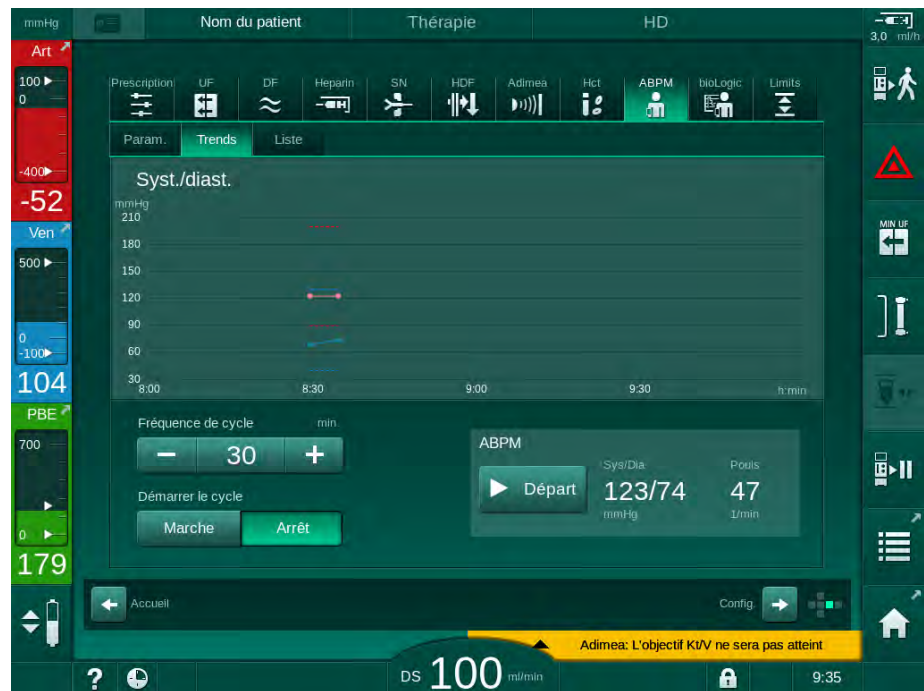 mmHg
Nom du patient
Thérapie
HD
3,0 ml/h
Art
100
0
-400
-52
Ven
500
0
-100
104
PBE
700
0
179
Prescription
UF
DF
Heparin
SN
HDF
Adimea
Hct
ABPM
bioLogic
Limits
Param.
Trends
Liste
Syst./diast.
mmHg
210
180
150
120
90
60
30
8:00
8:30
9:00
9:30
h:min
Fréquence de cycle
min
30
Démarrer le cycle
Marche
Arrêt
ABPM
Départ
Sys/Dia
123/74
mmHg
Pouls
47
1/min
MIN UF
Accueil
Config.
Adimea: L'objectif Kt/V ne sera pas atteint
?
DS 100 ml/min
9:35